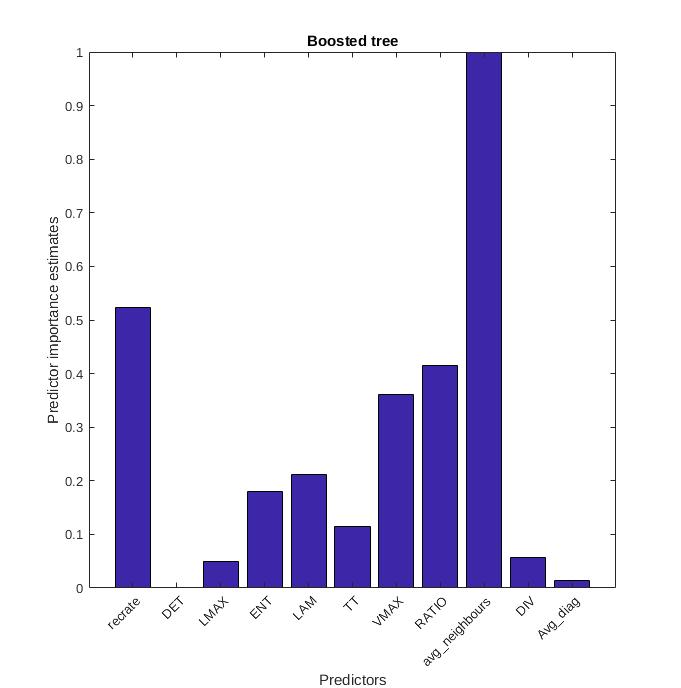 Boosted tree
1
0.9
0.8
0.7
0.6
0.5
0.4
0.3
0.2
0.1
0
Predictor importance estimates
recrate
DET
LMAX
ENT
LAM
TT
VMAX
RATIO
avg_neighbours
DIV
Avg_diag
Predictors